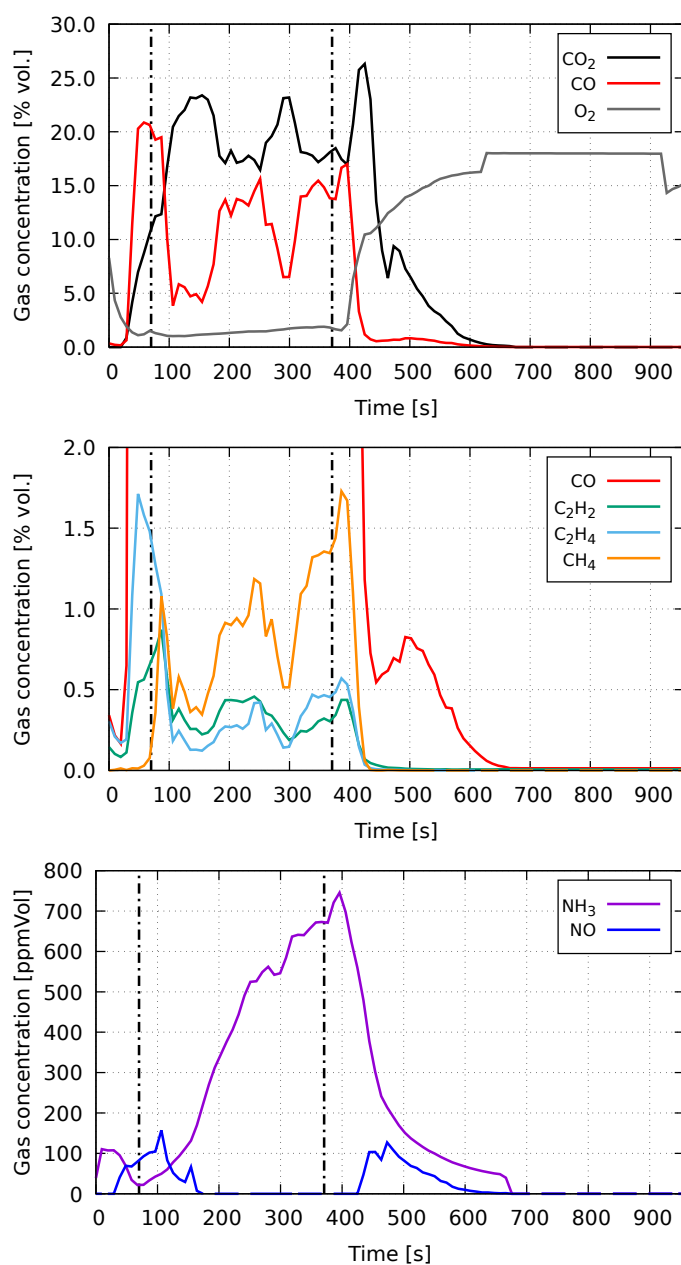 30.0
25.0
20.0
15.0
10.0
5.0
0.0
Gas concentration [% vol.]
CO₂
CO
O₂
0 100 200 300 400 500 600 700 800 900
Time [s]
2.0
1.5
1.0
0.5
0.0
Gas concentration [% vol.]
CO
C₂H₂
C₂H₄
CH₄
0 100 200 300 400 500 600 700 800 900
Time [s]
800
700
600
500
400
300
200
100
0
Gas concentration [ppmVol]
NH₃
NO
0 100 200 300 400 500 600 700 800 900
Time [s]